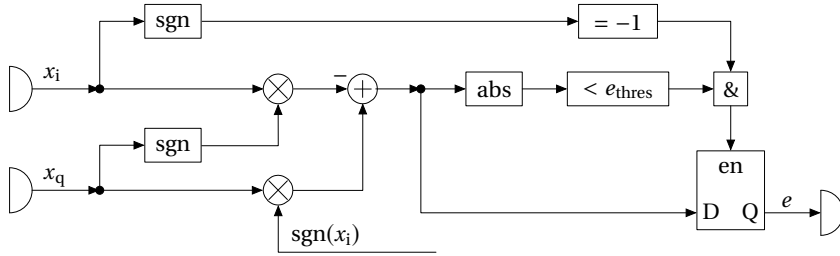 sgn
= −1
x_i
−
+
abs
< e_thres
&
sgn
x_q
en
D Q
e
sgn(x_i)